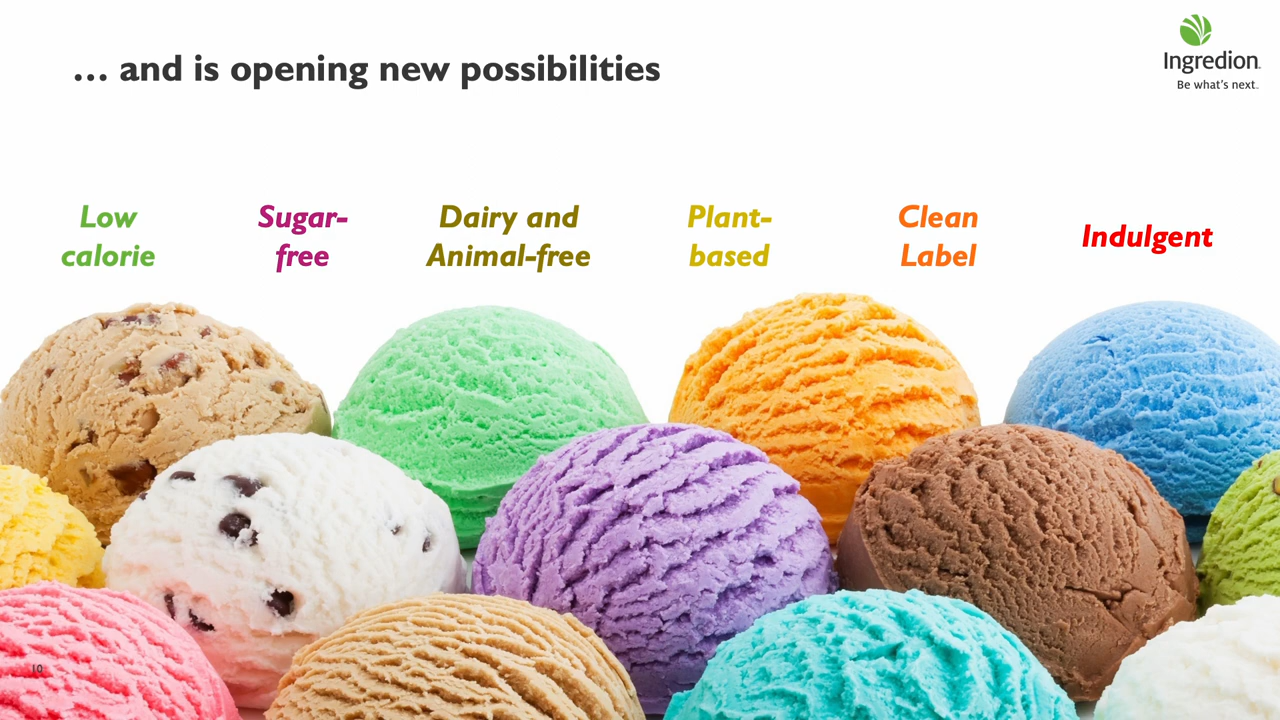 … and is opening new possibilities
Ingredion
Be what's next.
Low
calorie
Sugar-
free
Dairy and
Animal-free
Plant-
based
Clean
Label
Indulgent
10